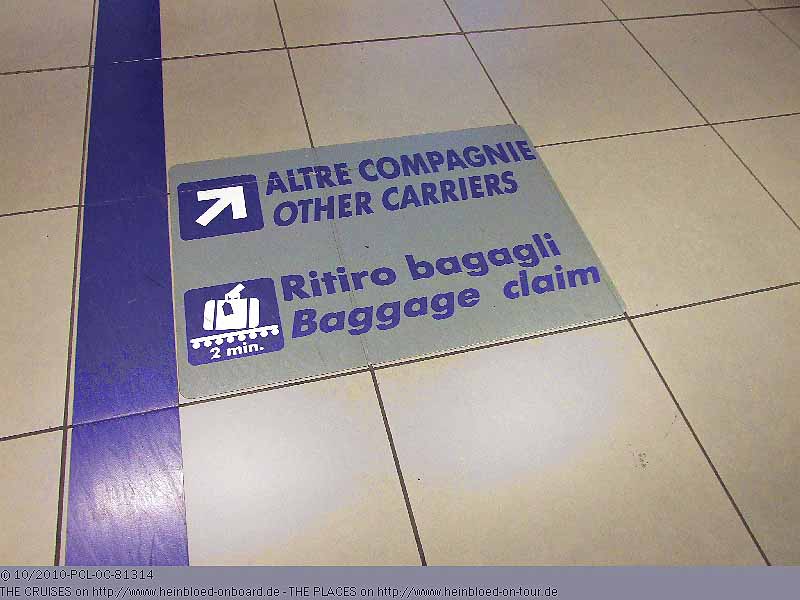 ALTRE COMPAGNIE
OTHER CARRIERS
Ritiro bagagli
Baggage claim
2 min.
© 10/2010-PCL-OC-81314
THE CRUISES on http://www.heinbloed-onboard.de - THE PLACES on http://www.heinbloed-on-tour.de